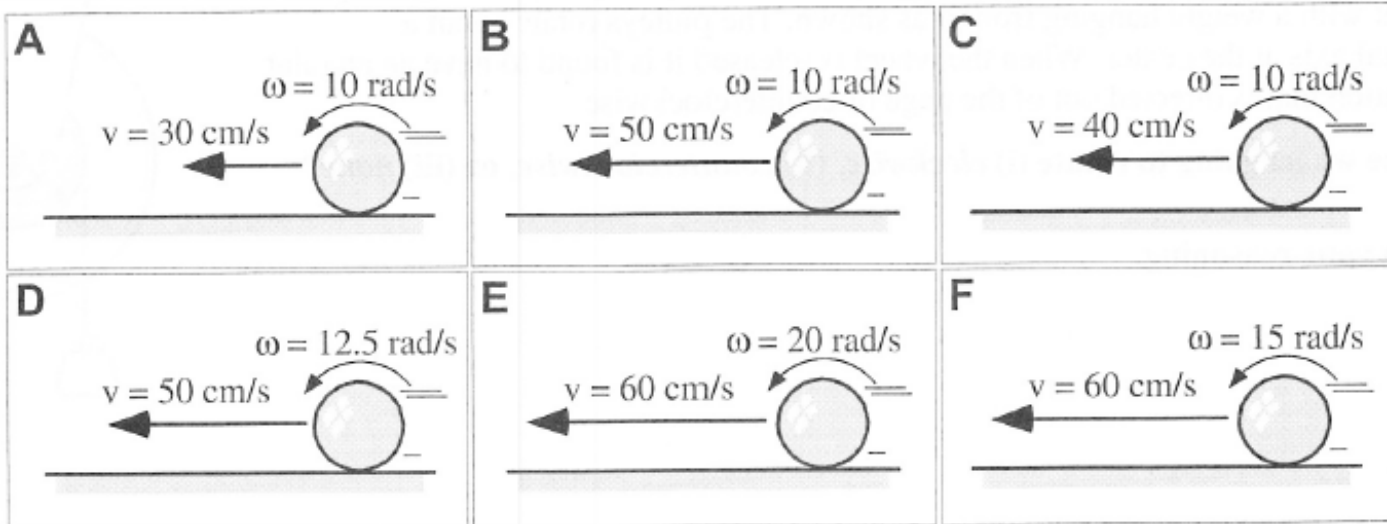 A
ω = 10 rad/s
v = 30 cm/s
B
ω = 10 rad/s
v = 50 cm/s
C
ω = 10 rad/s
v = 40 cm/s
D
ω = 12.5 rad/s
v = 50 cm/s
E
ω = 20 rad/s
v = 60 cm/s
F
ω = 15 rad/s
v = 60 cm/s